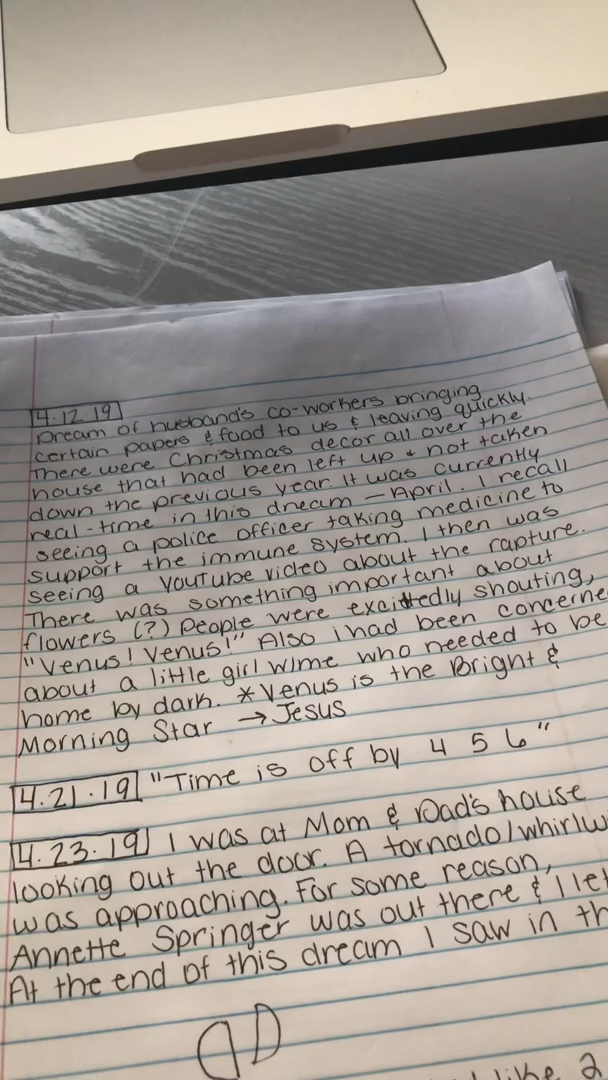 4.12.19
Dream of husband's co-workers bringing
certain papers & food to us & leaving quickly.
There were Christmas decor all over the
house that had been left up & not taken
down the previous year. It was currently
real-time in this dream — April. I recall
seeing a police officer taking medicine to
support the immune system. I then was
seeing a YouTube video about the rapture.
There was something important about
flowers (?) People were excitedly shouting,
"Venus! Venus!" Also i had been concerne
about a little girl w/me who needed to be
home by dark. *Venus is the Bright &
Morning Star → Jesus
4.21.19 "Time is off by 4 5 6"
4.23.19 I was at Mom & Dad's house
looking out the door. A tornado/whirlw
was approaching. For some reason,
Annette Springer was out there & I let
At the end of this dream I saw in th
like 2